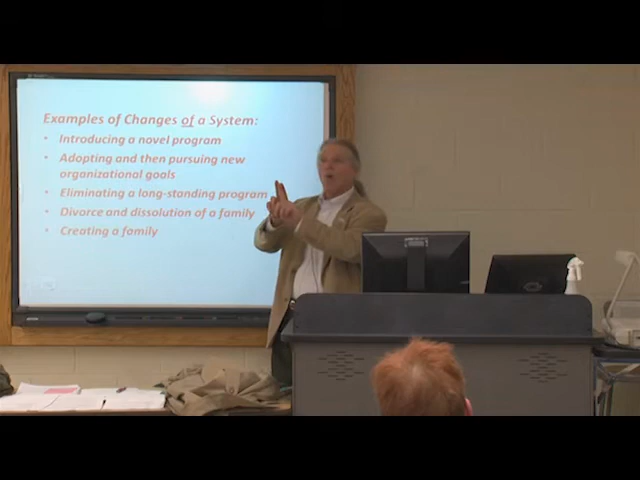 Examples of Changes of a System:
• Introducing a novel program
• Adopting and then pursuing new
organizational goals
• Eliminating a long-standing program
• Divorce and dissolution of a family
• Creating a family